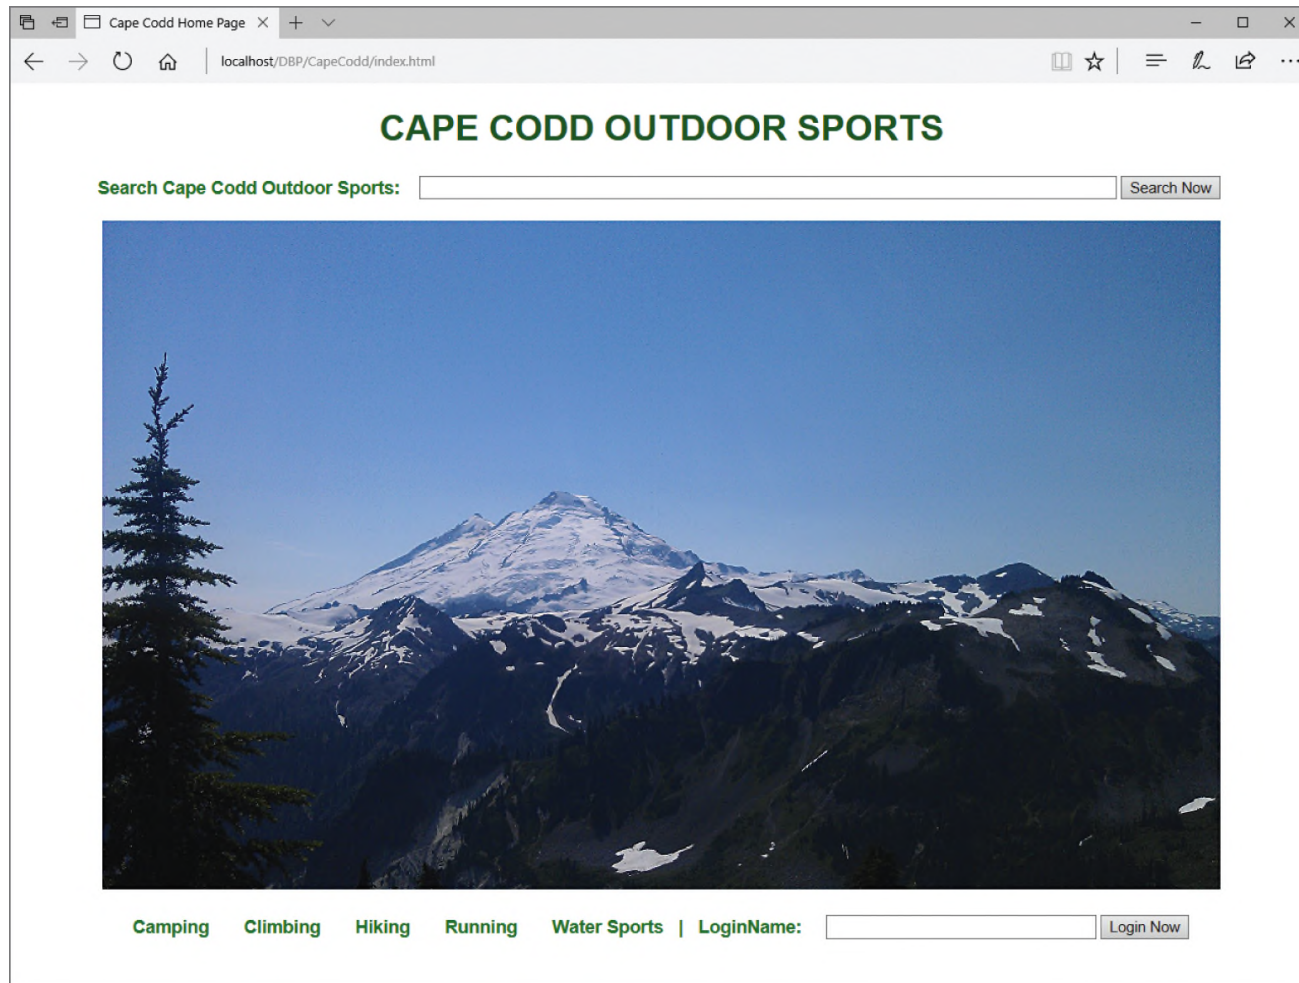 Cape Codd Home Page
localhost/DBP/CapeCodd/index.html
CAPE CODD OUTDOOR SPORTS
Search Cape Codd Outdoor Sports: Search Now
Camping Climbing Hiking Running Water Sports | LoginName: Login Now